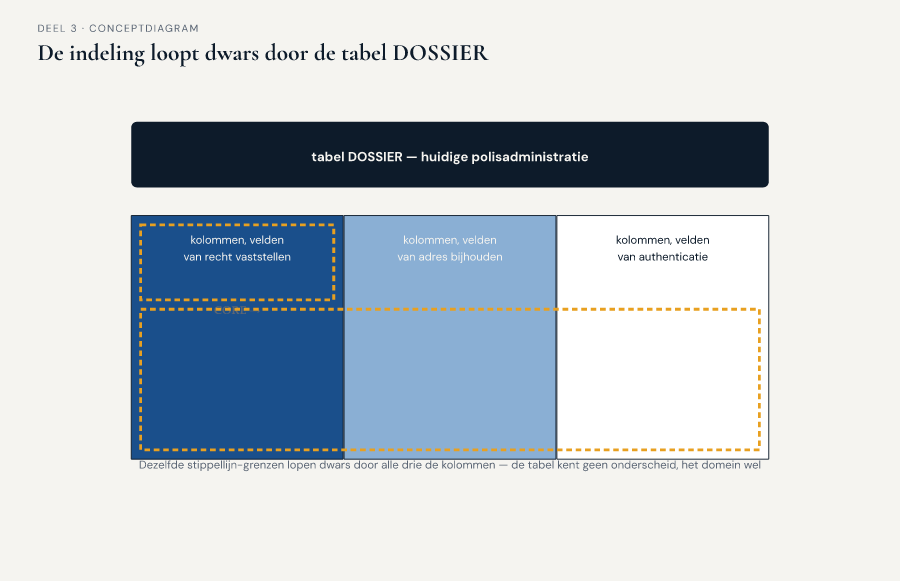 DEEL 3 · CONCEPTDIAGRAM
De indeling loopt dwars door de tabel DOSSIER
tabel DOSSIER — huidige polisadministratie
kolommen, velden
van recht vaststellen
kolommen, velden
van adres bijhouden
kolommen, velden
van authenticatie
Dezelfde stippellijn-grenzen lopen dwars door alle drie de kolommen — de tabel kent geen onderscheid, het domein wel